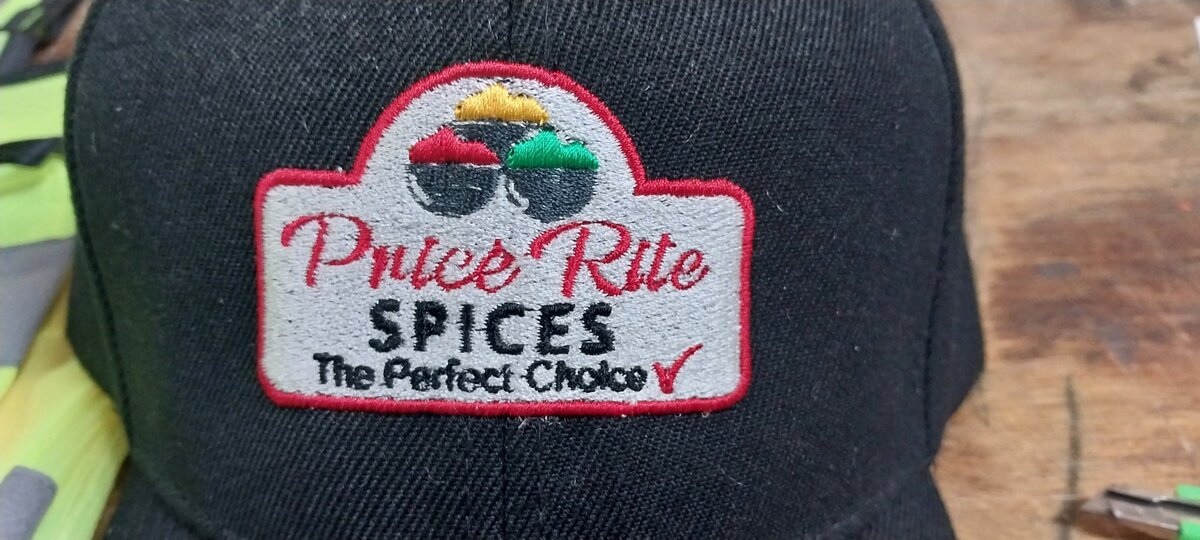 Price Rite
SPICES
The Perfect Choice